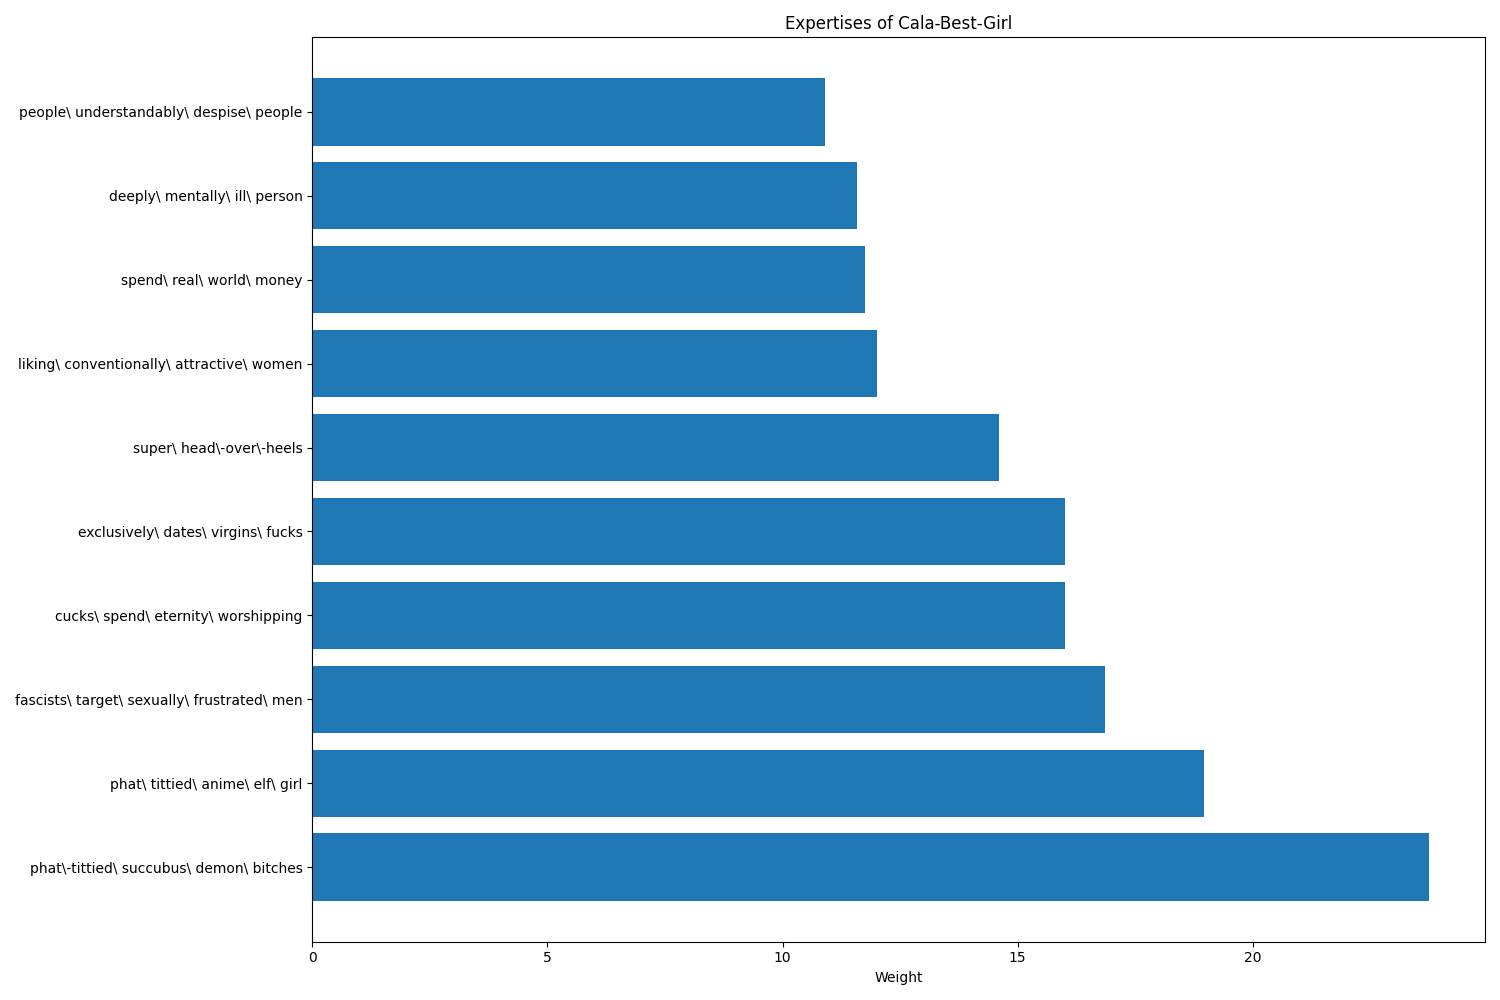 Expertises of Cala-Best-Girl
people\ understandably\ despise\ people
deeply\ mentally\ ill\ person
spend\ real\ world\ money
liking\ conventionally\ attractive\ women
super\ head\-over\-heels
exclusively\ dates\ virgins\ fucks
cucks\ spend\ eternity\ worshipping
fascists\ target\ sexually\ frustrated\ men
phat\ tittied\ anime\ elf\ girl
phat\-tittied\ succubus\ demon\ bitches
0 5 10 15 20
Weight